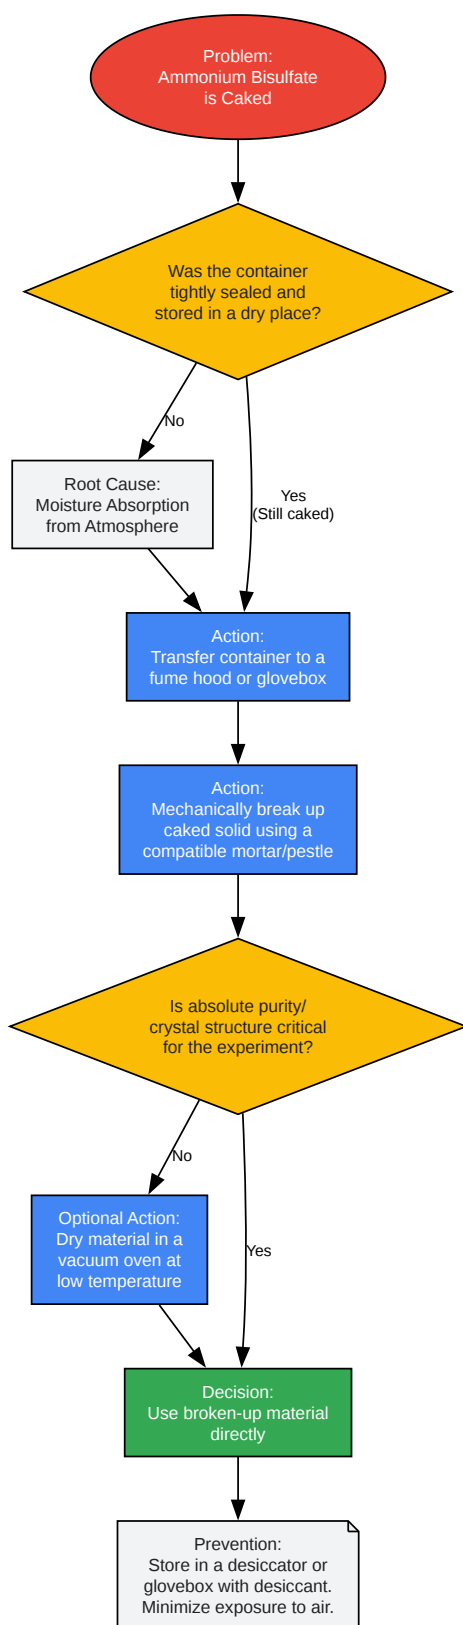 Problem:
Ammonium Bisulfate
is Caked
Was the container
tightly sealed and
stored in a dry place?
No
Yes
(Still caked)
Root Cause:
Moisture Absorption
from Atmosphere
Action:
Transfer container to a
fume hood or glovebox
Action:
Mechanically break up
caked solid using a
compatible mortar/pestle
Is absolute purity/
crystal structure critical
for the experiment?
No
Yes
Optional Action:
Dry material in a
vacuum oven at
low temperature
Decision:
Use broken-up material
directly
Prevention:
Store in a desiccator or
glovebox with desiccant.
Minimize exposure to air.